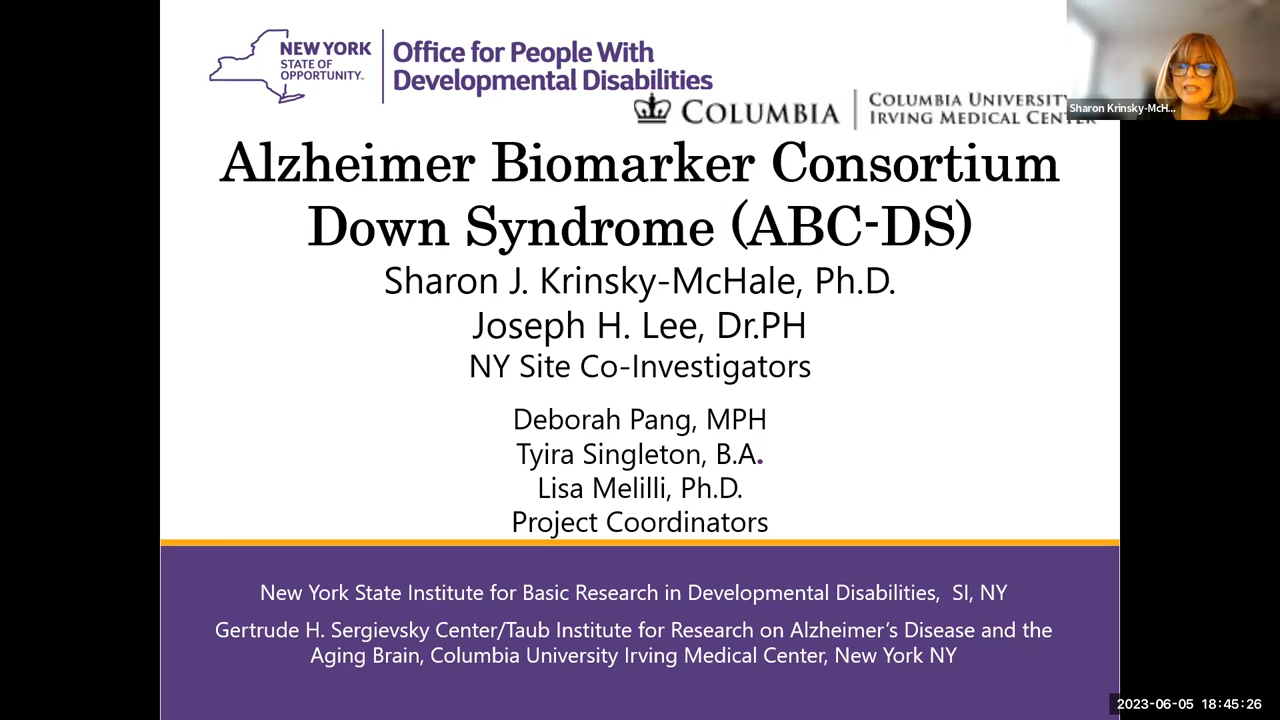 NEW YORK
STATE OF
OPPORTUNITY.
Office for People With
Developmental Disabilities
COLUMBIA
COLUMBIA UNIVERSITY
IRVING MEDICAL CENTER
Sharon Krinsky-McH...
Alzheimer Biomarker Consortium
Down Syndrome (ABC-DS)
Sharon J. Krinsky-McHale, Ph.D.
Joseph H. Lee, Dr.PH
NY Site Co-Investigators
Deborah Pang, MPH
Tyira Singleton, B.A.
Lisa Melilli, Ph.D.
Project Coordinators
New York State Institute for Basic Research in Developmental Disabilities,  SI, NY
Gertrude H. Sergievsky Center/Taub Institute for Research on Alzheimer’s Disease and the
Aging Brain, Columbia University Irving Medical Center, New York NY
2023-06-05 18:45:26